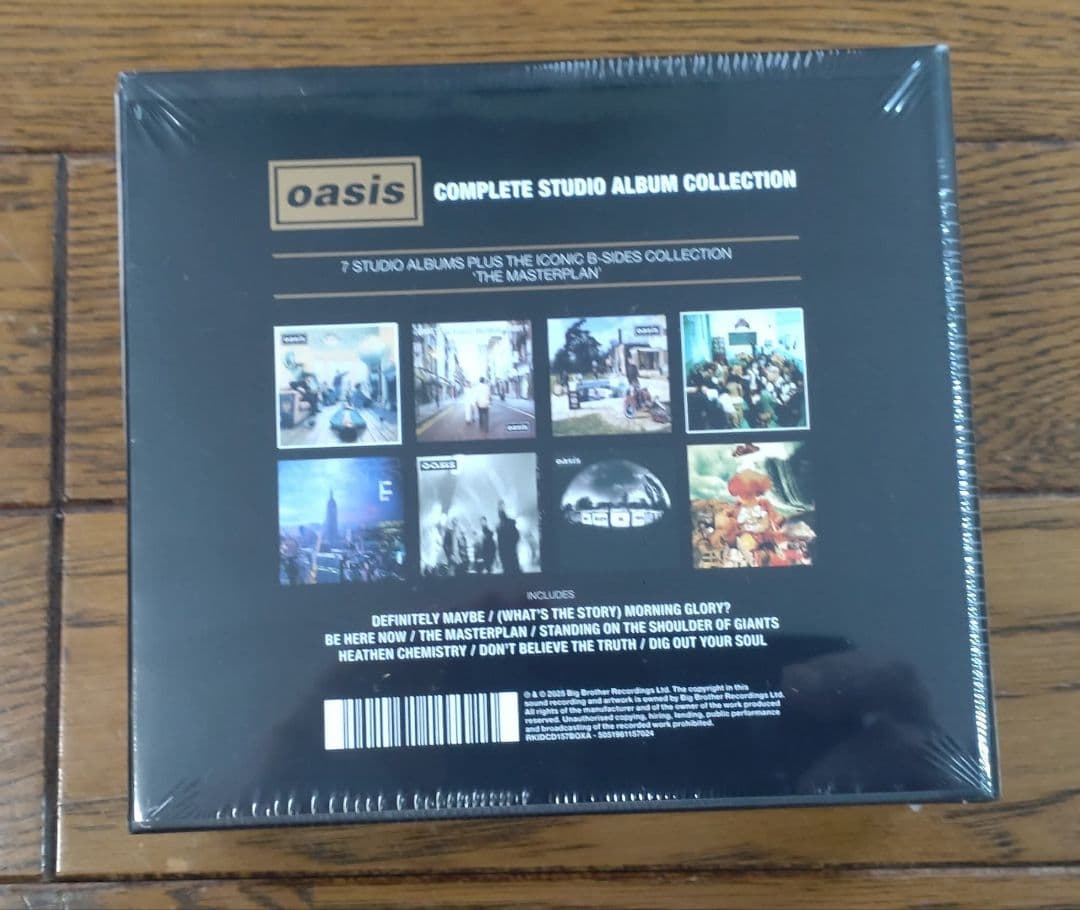 oasis COMPLETE STUDIO ALBUM COLLECTION
7 STUDIO ALBUMS PLUS THE ICONIC B-SIDES COLLECTION
'THE MASTERPLAN'
oasis
oasis
oasis
oasis
oasis
INCLUDES
DEFINITELY MAYBE / (WHAT'S THE STORY) MORNING GLORY?
BE HERE NOW / THE MASTERPLAN / STANDING ON THE SHOULDER OF GIANTS
HEATHEN CHEMISTRY / DON'T BELIEVE THE TRUTH / DIG OUT YOUR SOUL
℗ & © 2025 Big Brother Recordings Ltd. The copyright in this
sound recording and artwork is owned by Big Brother Recordings Ltd.
All rights of the manufacturer and of the owner of the work produced
reserved. Unauthorised copying, hiring, lending, public performance
and broadcasting of the recorded work prohibited.
RKIDCD157BOXA - 5051961157024